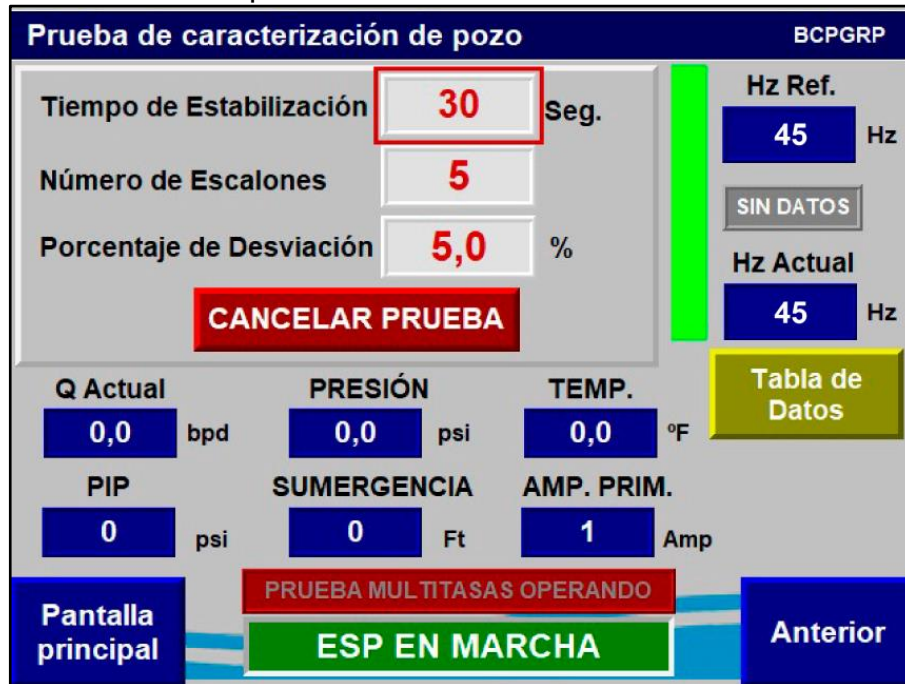 Prueba de caracterización de pozo BCPGRP
Tiempo de Estabilización 30 Seg.
Número de Escalones 5
Porcentaje de Desviación 5,0 %
CANCELAR PRUEBA
Hz Ref.
45 Hz
SIN DATOS
Hz Actual
45 Hz
Tabla de
Datos
Q Actual PRESIÓN TEMP.
0,0 bpd 0,0 psi 0,0 ºF
PIP SUMERGENCIA AMP. PRIM.
0 psi 0 Ft 1 Amp
PRUEBA MULTITASAS OPERANDO
ESP EN MARCHA
Pantalla
principal
Anterior